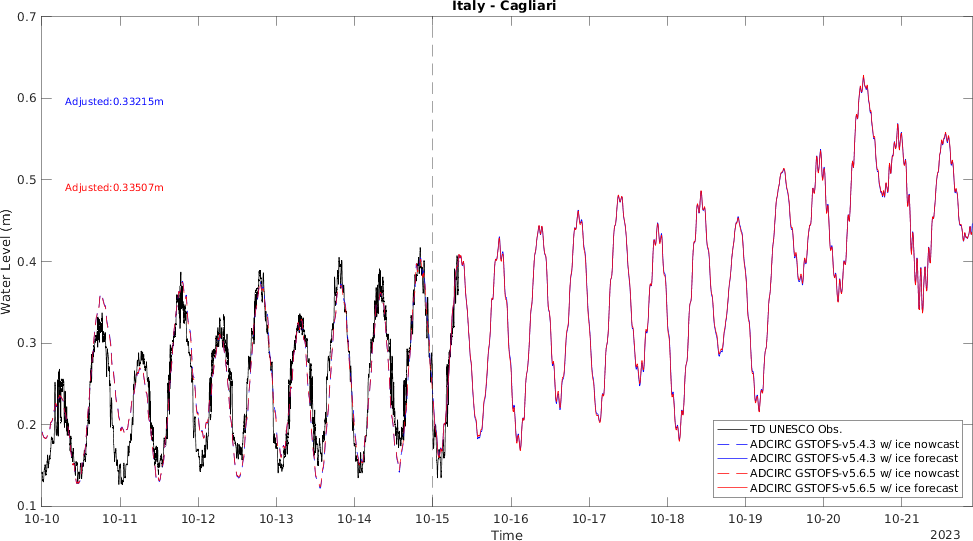 Italy - Cagliari
0.7
0.6
0.5
0.4
0.3
0.2
0.1
Water Level (m)
Adjusted:0.33215m
Adjusted:0.33507m
TD UNESCO Obs.
ADCIRC GSTOFS-v5.4.3 w/ ice nowcast
ADCIRC GSTOFS-v5.4.3 w/ ice forecast
ADCIRC GSTOFS-v5.6.5 w/ ice nowcast
ADCIRC GSTOFS-v5.6.5 w/ ice forecast
10-10 10-11 10-12 10-13 10-14 10-15 10-16 10-17 10-18 10-19 10-20 10-21
Time
2023